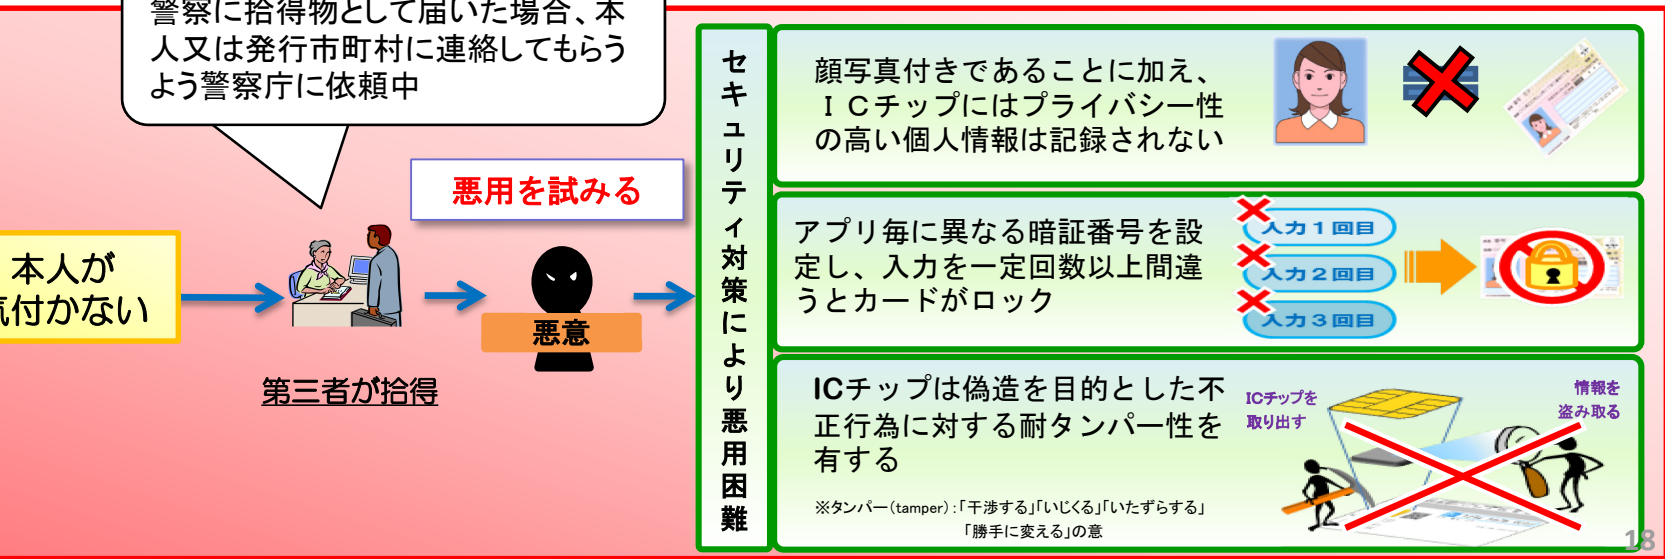 警察に拾得物として届いた場合、本
人又は発行市町村に連絡してもらう
よう警察庁に依頼中
悪用を試みる
本人が
気付かない
悪意
第三者が拾得
セキュリティ対策により悪用困難
顔写真付きであることに加え、
ＩＣチップにはプライバシー性
の高い個人情報は記録されない
アプリ毎に異なる暗証番号を設
定し、入力を一定回数以上間違
うとカードがロック
入力1回目
入力2回目
入力3回目
ICチップは偽造を目的とした不
正行為に対する耐タンパー性を
有する
※タンパー(tamper):「干渉する」「いじくる」「いたずらする」
「勝手に変える」の意
ICチップを
取り出す
情報を
盗み取る
18